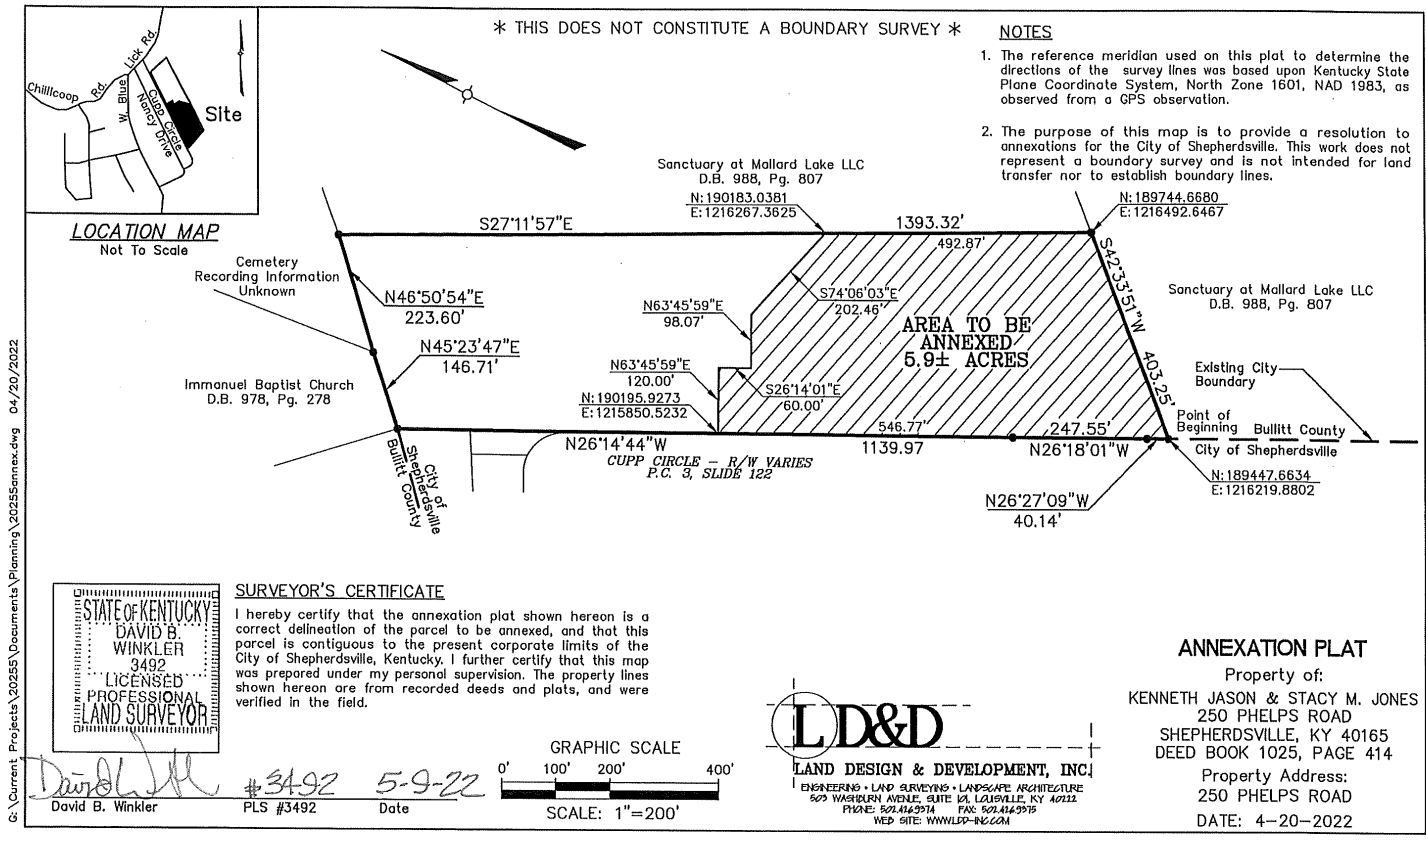 * THIS DOES NOT CONSTITUTE A BOUNDARY SURVEY *
NOTES
1. The reference meridian used on this plat to determine the
directions of the survey lines was based upon Kentucky State
Plane Coordinate System, North Zone 1601, NAD 1983, as
observed from a GPS observation.
2. The purpose of this map is to provide a resolution to
annexations for the City of Shepherdsville. This work does not
represent a boundary survey and is not intended for land
transfer nor to establish boundary lines.
Chillicoop
Rd.
W. Blue
Lick Rd.
Cupp Circle
Nancy Drive
Site
LOCATION MAP
Not To Scale
Sanctuary at Mallard Lake LLC
D.B. 988, Pg. 807
N: 190183.0381
E: 1216267.3625
N: 189744.6680
E: 1216492.6467
S27°11'57"E
1393.32'
492.87'
Cemetery
Recording Information
Unknown
N46°50'54"E
223.60'
N45°23'47"E
146.71'
Immanuel Baptist Church
D.B. 978, Pg. 278
N63°45'59"E
98.07'
S74°06'03"E
202.46'
AREA TO BE
ANNEXED
5.9± ACRES
N63°45'59"E
120.00'
S26°14'01"E
60.00'
N: 190195.9273
E: 1215850.5232
S42°33'51"W
403.25'
Sanctuary at Mallard Lake LLC
D.B. 988, Pg. 807
Existing City
Boundary
Point of
Beginning
Bullitt County
City of Shepherdsville
546.77'
247.55'
N26°14'44"W
1139.97
N26°18'01"W
CUPP CIRCLE – R/W VARIES
P.C. 3, SLIDE 122
City of
Shepherdsville
Bullitt County
N: 189447.6634
E: 1216219.8802
N26°27'09"W
40.14'
STATE OF KENTUCKY
DAVID B.
WINKLER
3492
LICENSED
PROFESSIONAL
LAND SURVEYOR
SURVEYOR'S CERTIFICATE
I hereby certify that the annexation plat shown hereon is a
correct delineation of the parcel to be annexed, and that this
parcel is contiguous to the present corporate limits of the
City of Shepherdsville, Kentucky. I further certify that this map
was prepared under my personal supervision. The property lines
shown hereon are from recorded deeds and plats, and were
verified in the field.
#3492
5-9-22
David B. Winkler
PLS #3492
Date
GRAPHIC SCALE
0' 100' 200' 400'
SCALE: 1"=200'
LD&D
LAND DESIGN & DEVELOPMENT, INC.
ENGINEERING • LAND SURVEYING • LANDSCAPE ARCHITECTURE
503 WASHBURN AVENUE, SUITE 101, LOUISVILLE, KY 40222
PHONE: 502.426.9374 FAX: 502.426.9375
WEB SITE: WWW.LDD-INC.COM
ANNEXATION PLAT
Property of:
KENNETH JASON & STACY M. JONES
250 PHELPS ROAD
SHEPHERDSVILLE, KY 40165
DEED BOOK 1025, PAGE 414
Property Address:
250 PHELPS ROAD
DATE: 4-20-2022
G:\Current Projects\20255\Documents\Planning\20255annex.dwg 04/20/2022